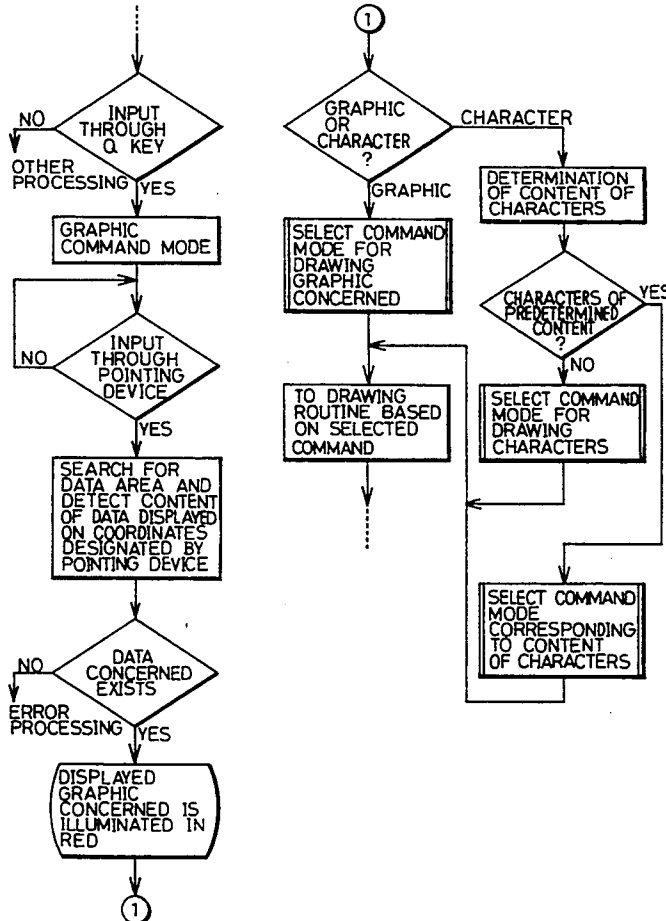 INPUT
THROUGH
Q KEY
NO
OTHER
PROCESSING
YES
GRAPHIC
COMMAND MODE
INPUT
THROUGH
POINTING
DEVICE
NO
YES
SEARCH FOR
DATA AREA AND
DETECT CONTENT
OF DATA DISPLAYED
ON COORDINATES
DESIGNATED BY
POINTING DEVICE
DATA
CONCERNED
EXISTS
NO
ERROR
PROCESSING
YES
DISPLAYED
GRAPHIC
CONCERNED IS
ILLUMINATED IN
RED
1
1
GRAPHIC
OR
CHARACTER
?
CHARACTER
GRAPHIC
SELECT COMMAND
MODE FOR
DRAWING
GRAPHIC
CONCERNED
TO DRAWING
ROUTINE BASED
ON SELECTED
COMMAND
DETERMINATION
OF CONTENT OF
CHARACTERS
CHARACTERS OF
PREDETERMINED
CONTENT
?
YES
NO
SELECT COMMAND
MODE FOR
DRAWING
CHARACTERS
SELECT COMMAND
MODE
CORRESPONDING
TO CONTENT
OF CHARACTERS